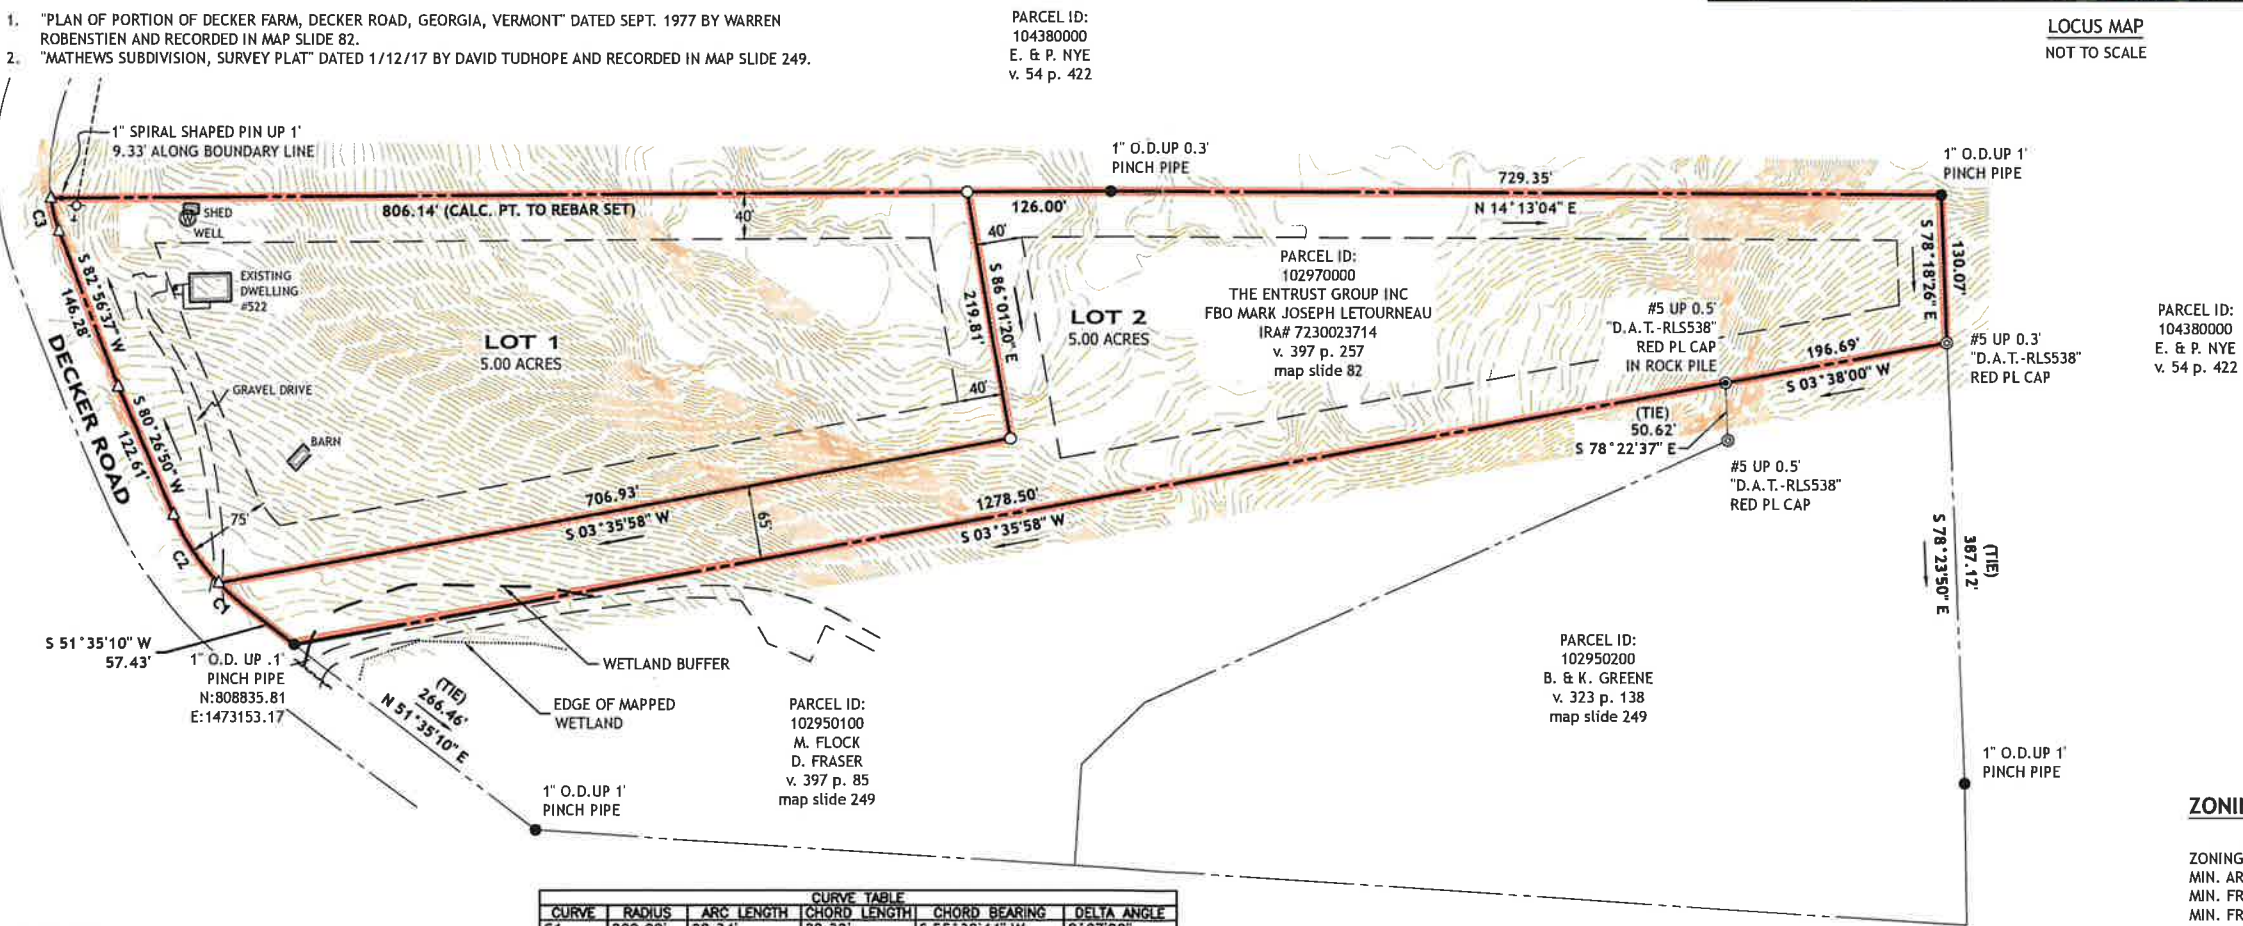 1. "PLAN OF PORTION OF DECKER FARM, DECKER ROAD, GEORGIA, VERMONT" DATED SEPT. 1977 BY WARREN
ROBENSTIEN AND RECORDED IN MAP SLIDE 82.
2. "MATHEWS SUBDIVISION, SURVEY PLAT" DATED 1/12/17 BY DAVID TUDHOPE AND RECORDED IN MAP SLIDE 249.
PARCEL ID:
104380000
E. & P. NYE
v. 54 p. 422
LOCUS MAP
NOT TO SCALE
1" SPIRAL SHAPED PIN UP 1'
9.33' ALONG BOUNDARY LINE
1" O.D.UP 0.3'
PINCH PIPE
1" O.D.UP 1'
PINCH PIPE
729.35'
N 14°13'04" E
806.14' (CALC. PT. TO REBAR SET)
126.00'
40'
40'
40'
C3
SHED
W
WELL
EXISTING
DWELLING
#522
S 82°56'37" W
146.28'
DECKER ROAD
S 80°26'50" W
122.61'
GRAVEL DRIVE
BARN
LOT 1
5.00 ACRES
S 86°01'20" E
219.81'
LOT 2
5.00 ACRES
PARCEL ID:
102970000
THE ENTRUST GROUP INC
FBO MARK JOSEPH LETOURNEAU
IRA# 7230023714
v. 397 p. 257
map slide 82
#5 UP 0.5'
"D.A.T.-RLS538"
RED PL CAP
IN ROCK PILE
S 78°18'26" E
130.07'
196.69'
S 03°38'00" W
#5 UP 0.3'
"D.A.T.-RLS538"
RED PL CAP
PARCEL ID:
104380000
E. & P. NYE
v. 54 p. 422
(TIE)
50.62'
S 78°22'37" E
#5 UP 0.5'
"D.A.T.-RLS538"
RED PL CAP
75'
706.93'
S 03°35'58" W
65'
1278.50'
S 03°35'58" W
(TIE)
387.12'
S 78°23'50" E
C2
C1
S 51°35'10" W
57.43'
1" O.D. UP .1'
PINCH PIPE
N:808835.81
E:1473153.17
WETLAND BUFFER
EDGE OF MAPPED
WETLAND
(TIE)
266.46'
N 51°35'10" E
PARCEL ID:
102950100
M. FLOCK
D. FRASER
v. 397 p. 85
map slide 249
PARCEL ID:
102950200
B. & K. GREENE
v. 323 p. 138
map slide 249
1" O.D.UP 1'
PINCH PIPE
1" O.D.UP 1'
PINCH PIPE
ZONIN
ZONING
MIN. AR
MIN. FR
MIN. FR
CURVE TABLE
CURVE RADIUS ARC LENGTH CHORD LENGTH CHORD BEARING DELTA ANGLE